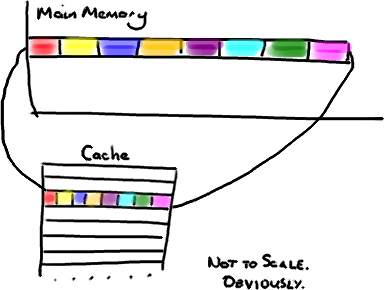 Main Memory
Cache
NOT TO SCALE.
OBVIOUSLY.